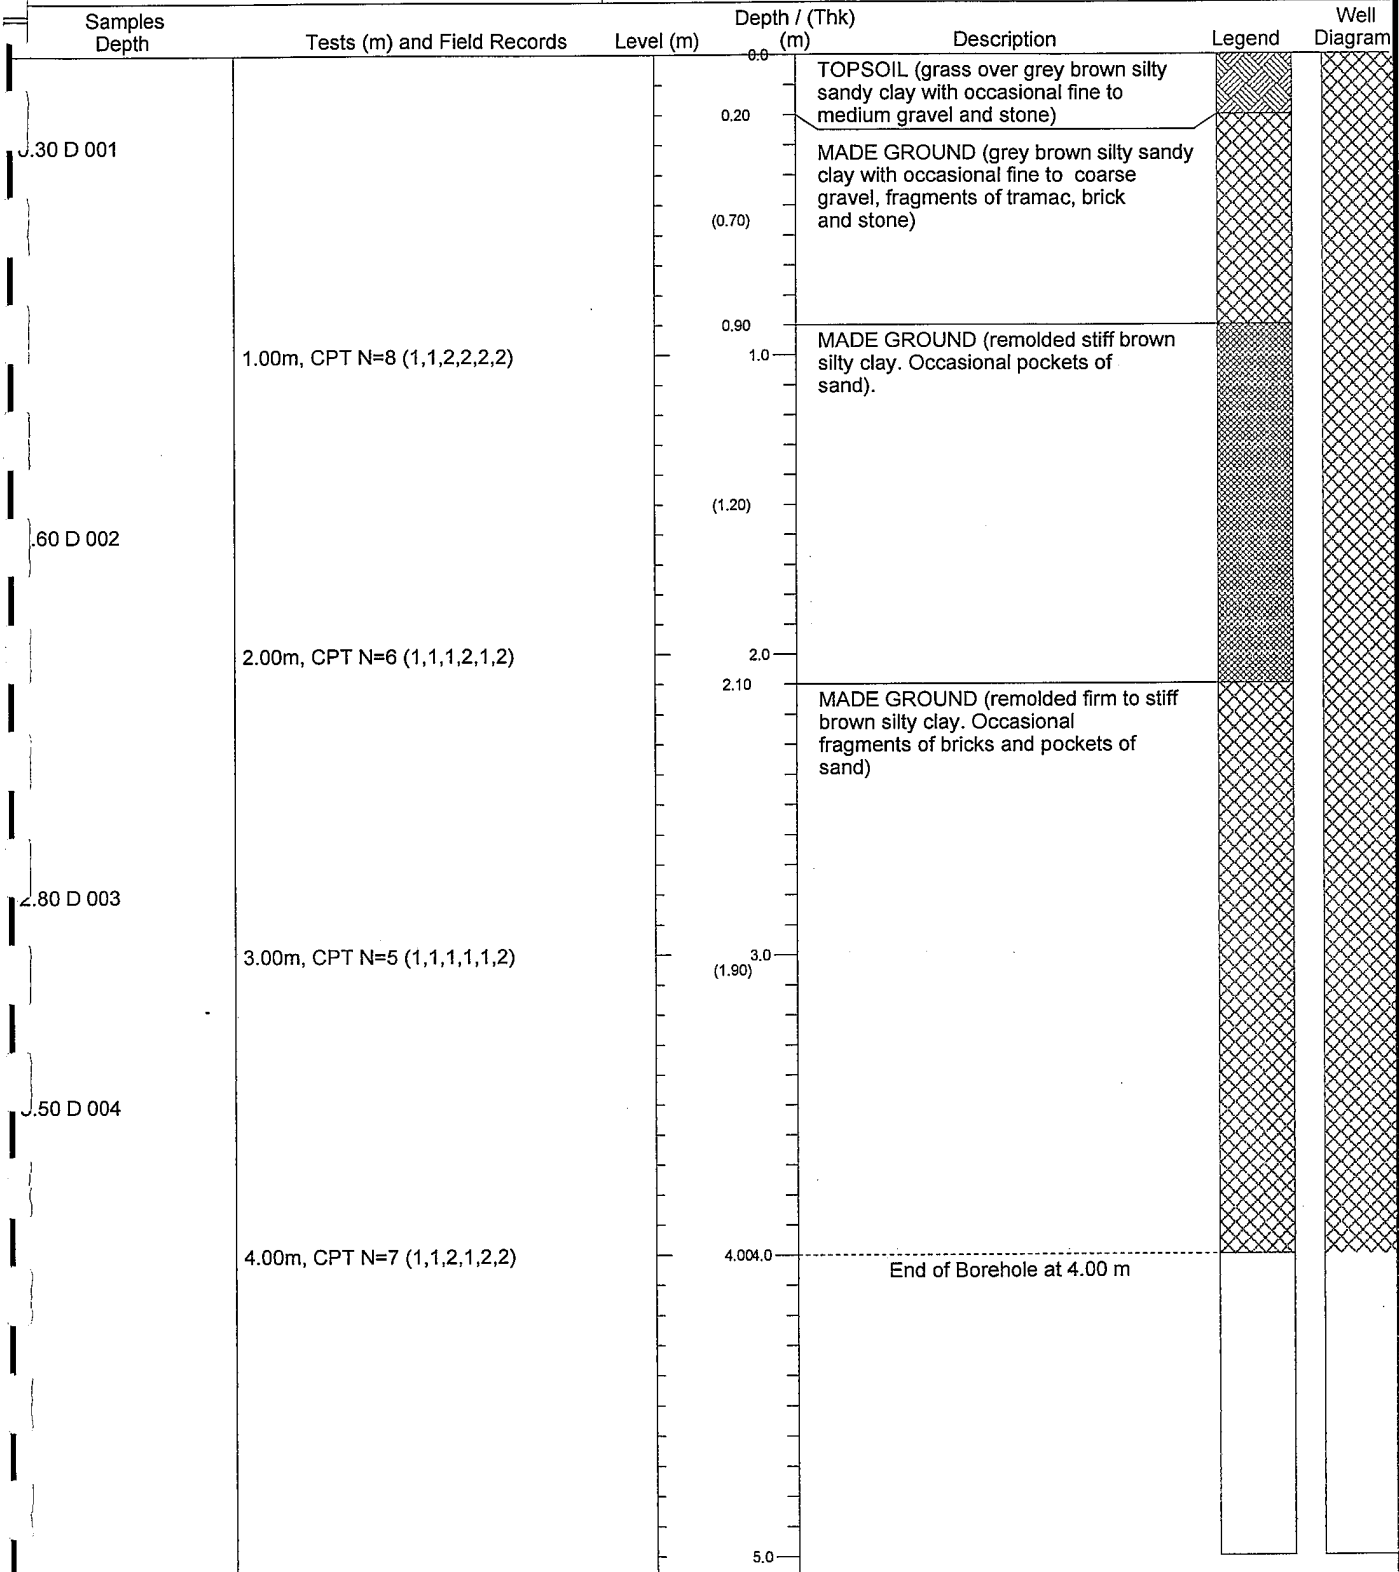 Samples
Depth
Tests (m) and Field Records
Level (m)
Depth / (Thk)
(m)
Description
Legend
Well
Diagram
0.0
TOPSOIL (grass over grey brown silty
sandy clay with occasional fine to
medium gravel and stone)
0.20
.30 D 001
MADE GROUND (grey brown silty sandy
clay with occasional fine to coarse
gravel, fragments of tramac, brick
and stone)
(0.70)
0.90
MADE GROUND (remolded stiff brown
silty clay. Occasional pockets of
sand).
1.00m, CPT N=8 (1,1,2,2,2,2)
1.0
(1.20)
.60 D 002
2.00m, CPT N=6 (1,1,1,2,1,2)
2.0
2.10
MADE GROUND (remolded firm to stiff
brown silty clay. Occasional
fragments of bricks and pockets of
sand)
2.80 D 003
3.00m, CPT N=5 (1,1,1,1,1,2)
3.0
(1.90)
.50 D 004
4.00m, CPT N=7 (1,1,2,1,2,2)
4.00
4.0
End of Borehole at 4.00 m
5.0